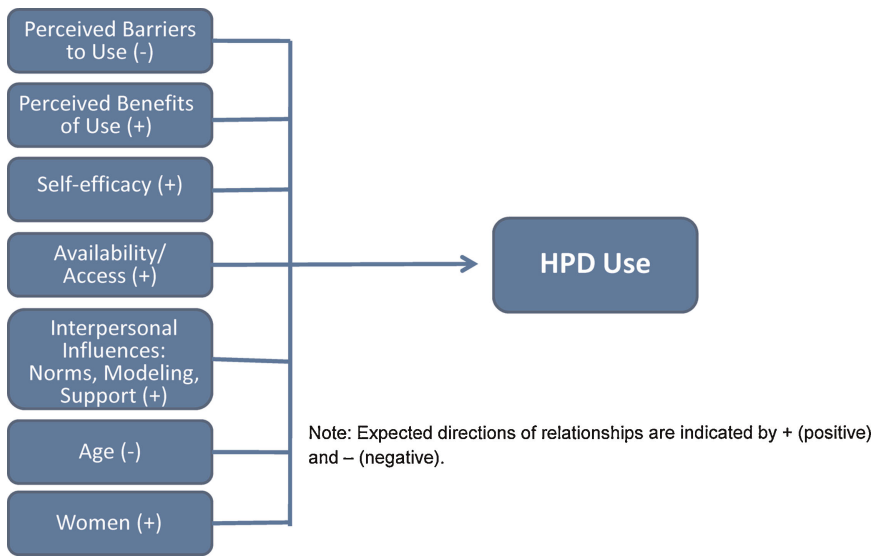 Perceived Barriers
to Use (-)
Perceived Benefits
of Use (+)
Self-efficacy (+)
Availability/
Access (+)
Interpersonal
Influences:
Norms, Modeling,
Support (+)
Age (-)
Women (+)
HPD Use
Note: Expected directions of relationships are indicated by + (positive)
and – (negative).